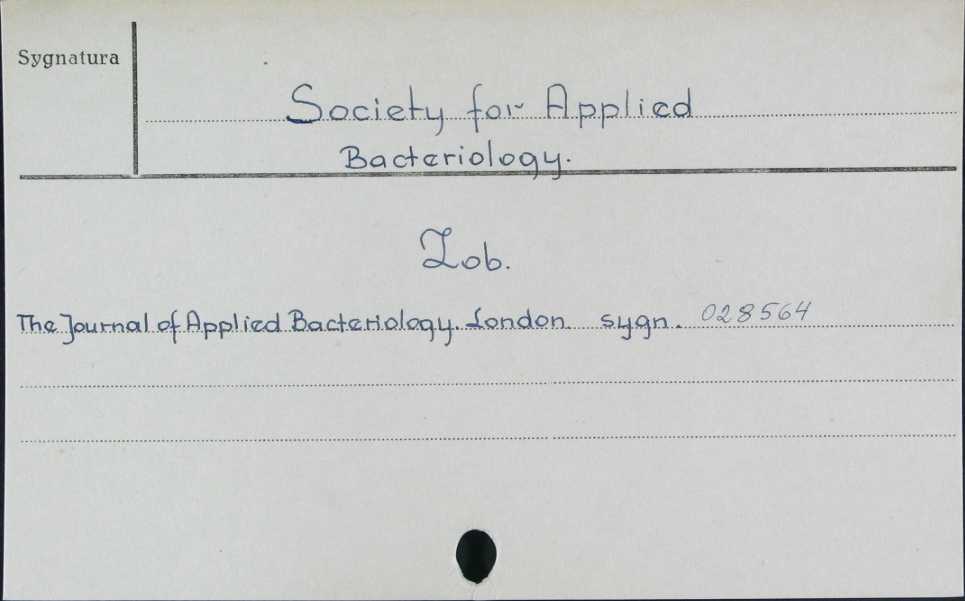 Sygnatura
Society for Applied
Bacteriology.
Zob.
The Journal of Applied Bacteriology. London. sygn. 028564